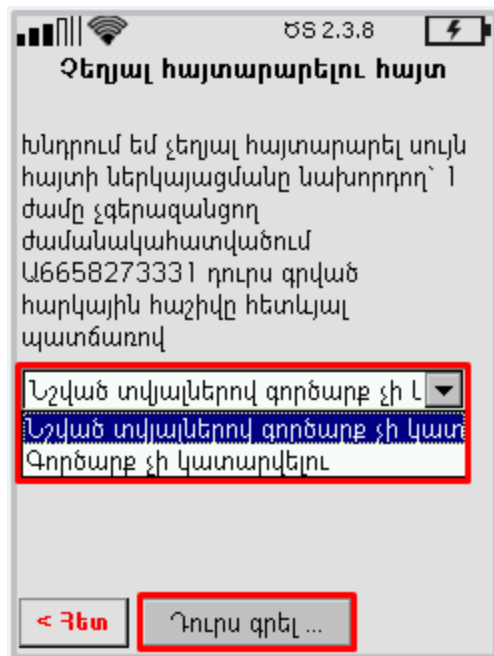 ԾՏ 2.3.8
Չեղյալ հայտարարելու հայտ
Խնդրում եմ չեղյալ հայտարարել սույն
հայտի ներկայացմանը նախորդող՝ 1
ժամը չգերազանցող
ժամանակահատվածում
Ա6658273331 դուրս գրված
հարկային հաշիվը հետևյալ
պատճառով
Նշված տվյալներով գործարք չի կ
Նշված տվյալներով գործարք չի կատ
Գործարք չի կատարվելու
< Հետ
Դուրս գրել ...